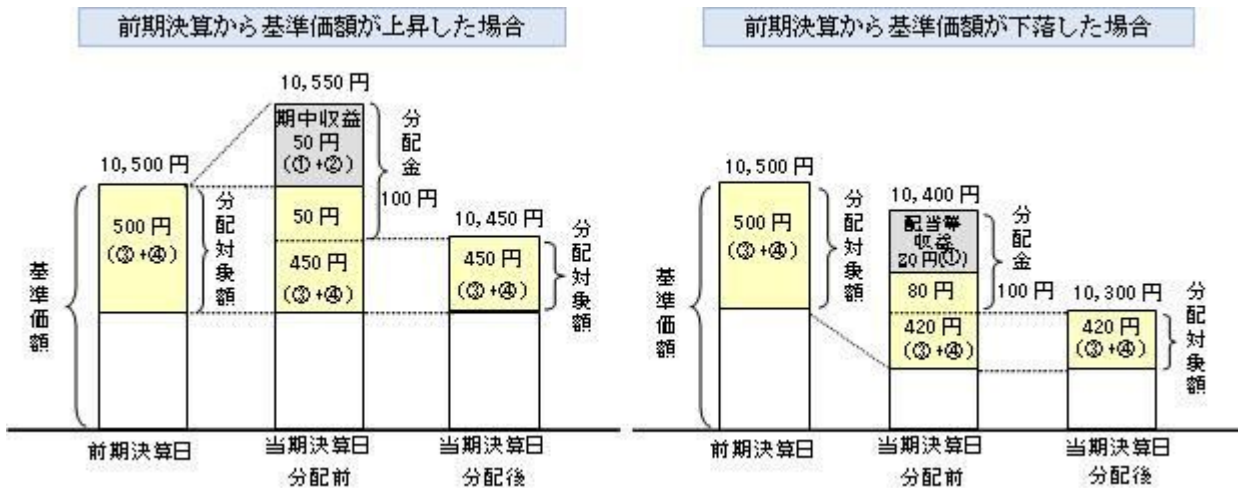 前期決算から基準価額が上昇した場合
10,550円
期中収益
50円
(①+②)
分配金
100円
10,500円
500円
(③+④)
分配対象額
50円
450円
(③+④)
10,450円
450円
(③+④)
分配対象額
基準価額
前期決算日
当期決算日
分配前
当期決算日
分配後
前期決算から基準価額が下落した場合
10,500円
500円
(③+④)
分配対象額
10,400円
配当等
収益
20円(①)
分配金
100円
80円
420円
(③+④)
10,300円
420円
(③+④)
分配対象額
基準価額
前期決算日
当期決算日
分配前
当期決算日
分配後